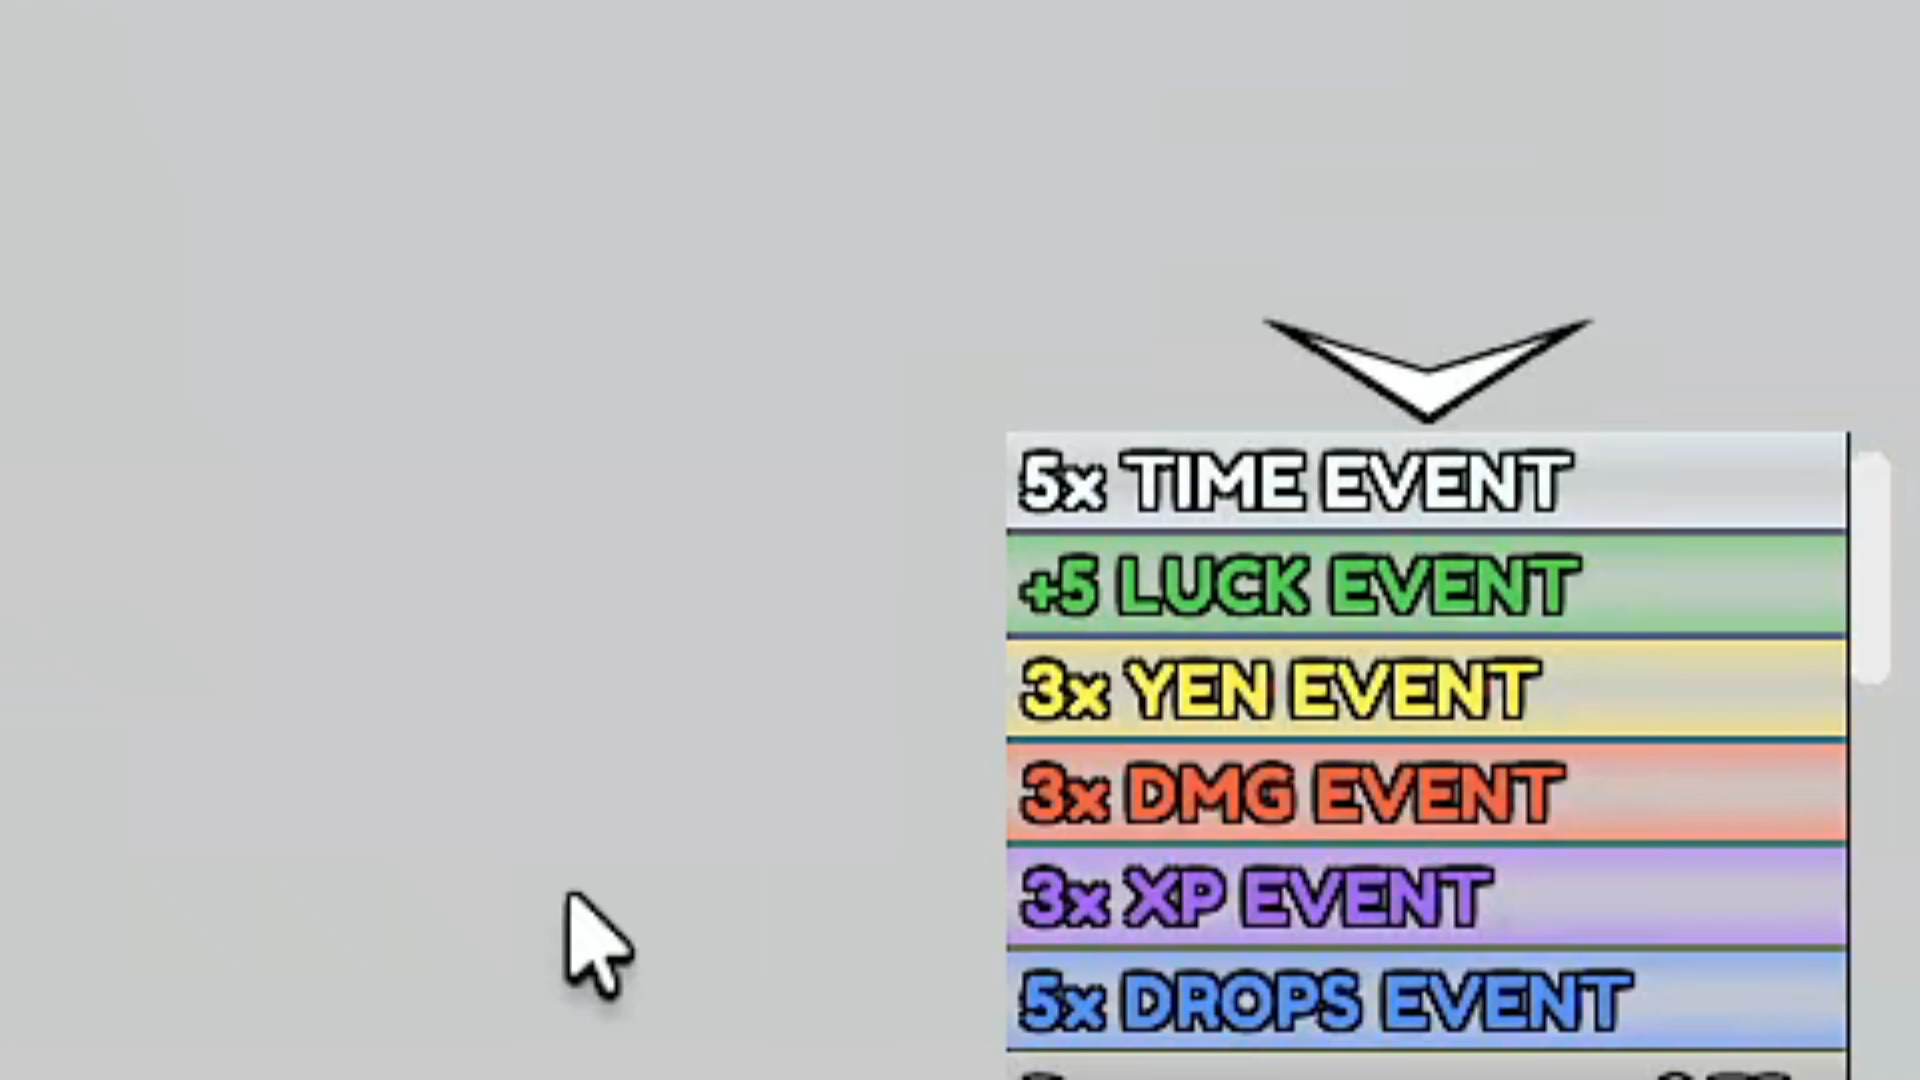 5x TIME EVENT
+5 LUCK EVENT
3x YEN EVENT
3x DMG EVENT
3x XP EVENT
5x DROPS EVENT